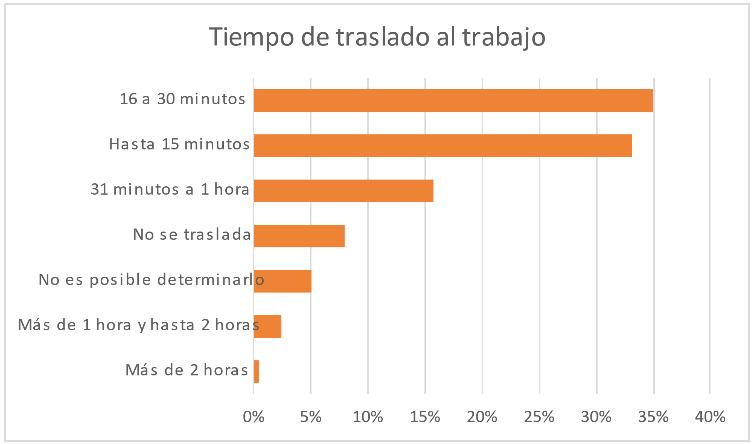 Tiempo de traslado al trabajo
16 a 30 minutos
Hasta 15 minutos
31 minutos a 1 hora
No se traslada
No es posible determinarlo
Más de 1 hora y hasta 2 horas
Más de 2 horas
0% 5% 10% 15% 20% 25% 30% 35% 40%